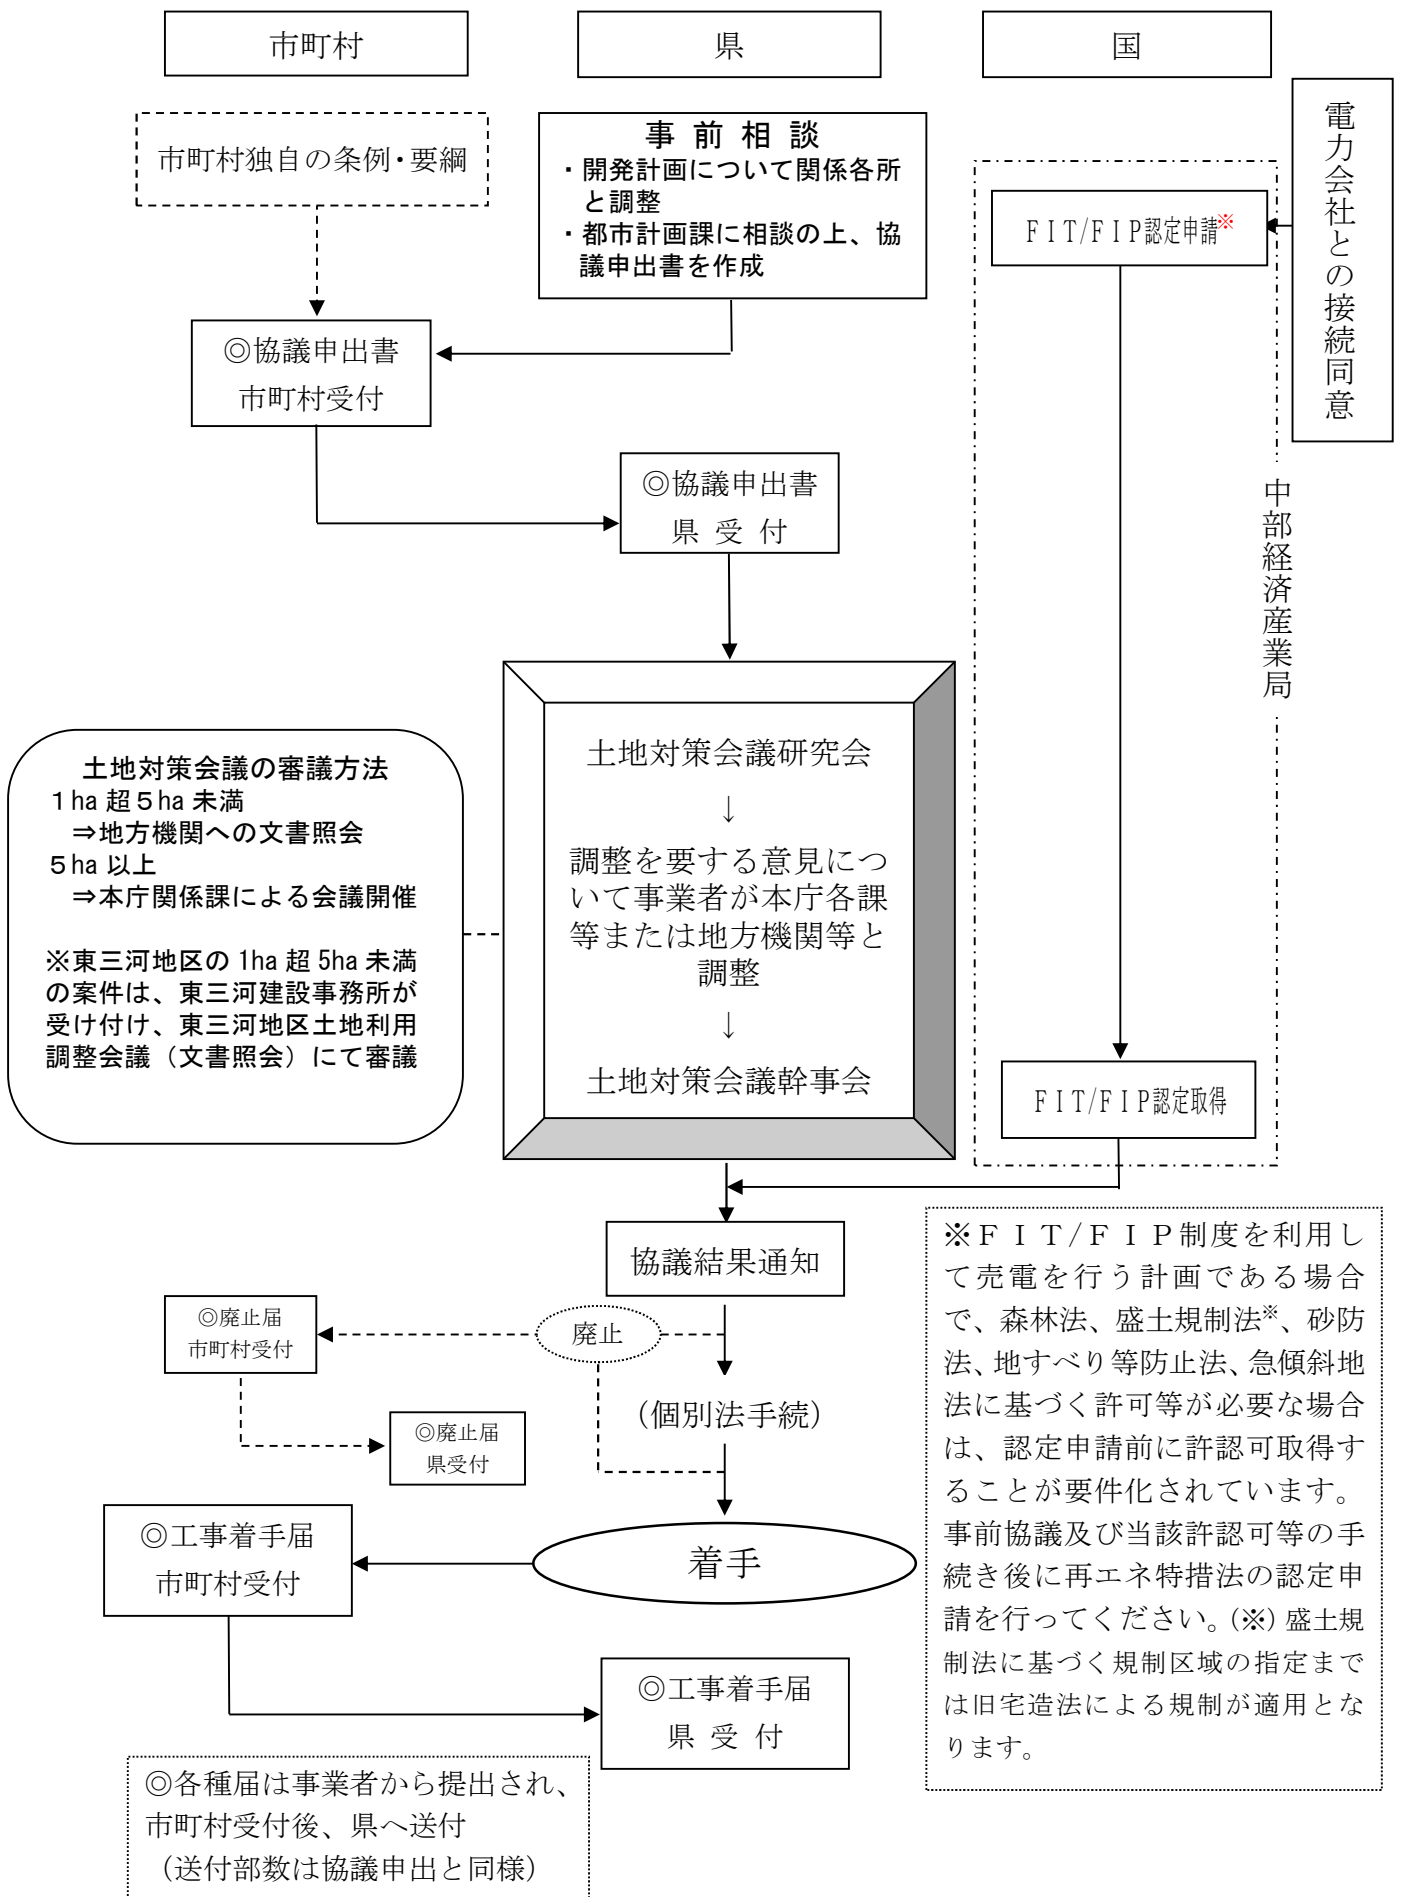 市町村
県
国
電力会社との接続同意
市町村独自の条例・要綱
事 前 相 談
・開発計画について関係各所
と調整
・都市計画課に相談の上、協
議申出書を作成
ＦＩＴ/ＦＩＰ認定申請※
◎協議申出書
市町村受付
◎協議申出書
県 受 付
中部経済産業局
土地対策会議研究会
↓
調整を要する意見につ
いて事業者が本庁各課
等または地方機関等と
調整
↓
土地対策会議幹事会
土地対策会議の審議方法
１ha 超５ha 未満
⇒地方機関への文書照会
５ha 以上
⇒本庁関係課による会議開催
※東三河地区の 1ha 超 5ha 未満
の案件は、東三河建設事務所が
受け付け、東三河地区土地利用
調整会議（文書照会）にて審議
ＦＩＴ/ＦＩＰ認定取得
協議結果通知
廃止
◎廃止届
市町村受付
◎廃止届
県受付
（個別法手続）
着手
◎工事着手届
市町村受付
◎工事着手届
県 受 付
※ＦＩＴ/ＦＩＰ制度を利用し
て売電を行う計画である場合
で、森林法、盛土規制法※、砂防
法、地すべり等防止法、急傾斜地
法に基づく許可等が必要な場合
は、認定申請前に許認可取得す
ることが要件化されています。
事前協議及び当該許認可等の手
続き後に再エネ特措法の認定申
請を行ってください。(※) 盛土規
制法に基づく規制区域の指定まで
は旧宅造法による規制が適用とな
ります。
◎各種届は事業者から提出され、
市町村受付後、県へ送付
（送付部数は協議申出と同様）